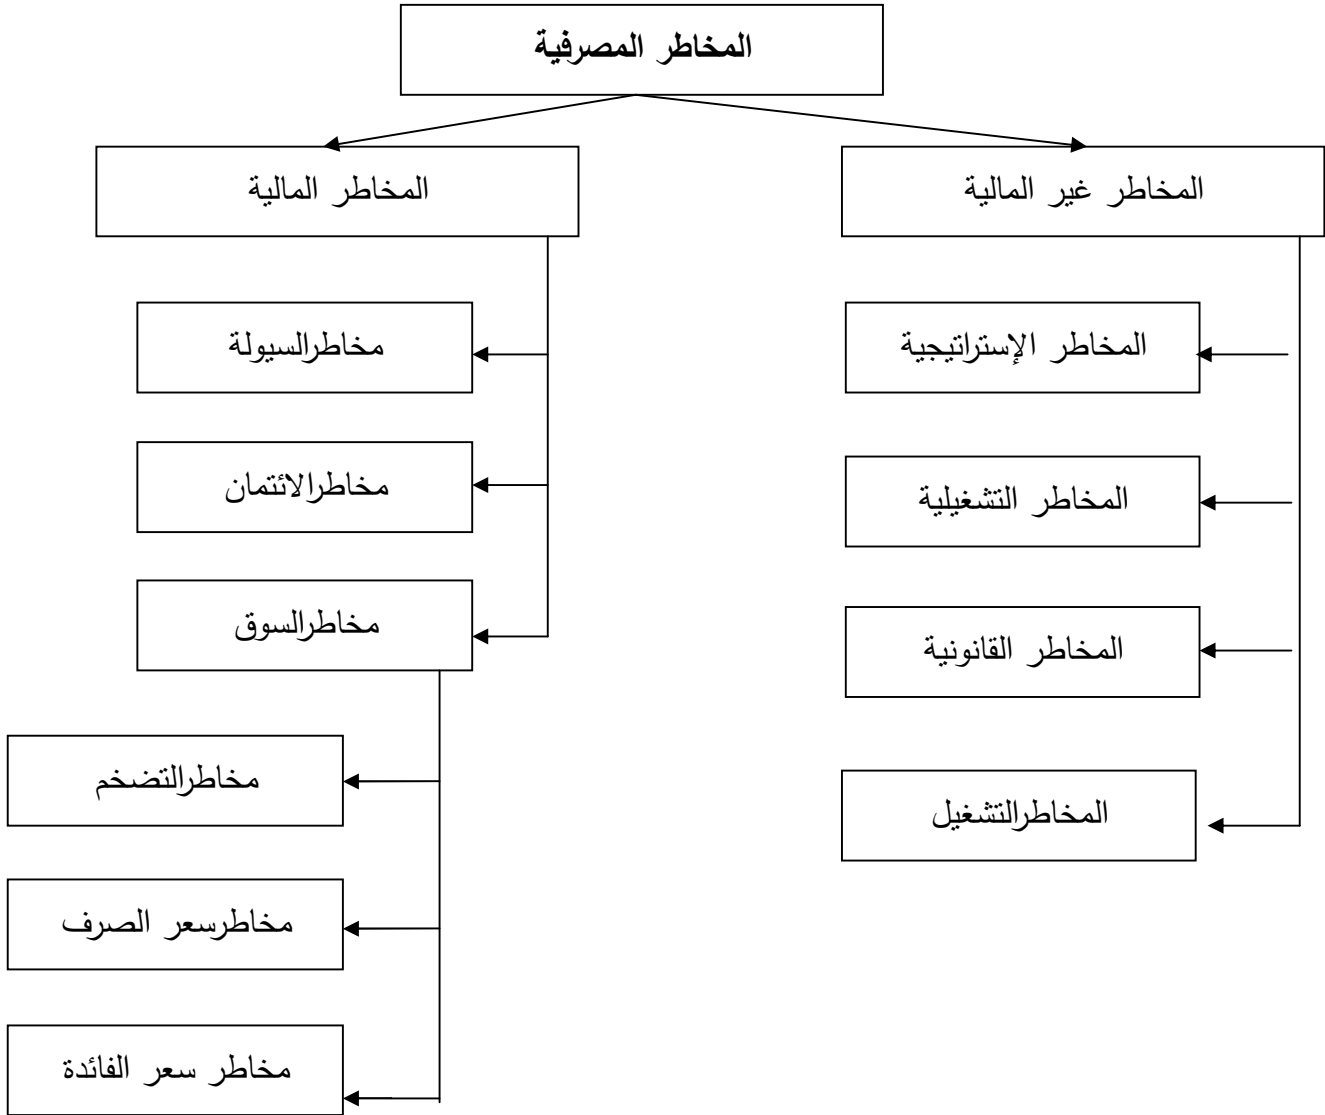 المخاطر المصرفية
المخاطر غير المالية
المخاطر الإستراتيجية
المخاطر التشغيلية
المخاطر القانونية
المخاطرالتشغيل
المخاطر المالية
مخاطرالسيولة
مخاطرالائتمان
مخاطرالسوق
مخاطرالتضخم
مخاطرسعر الصرف
مخاطر سعر الفائدة